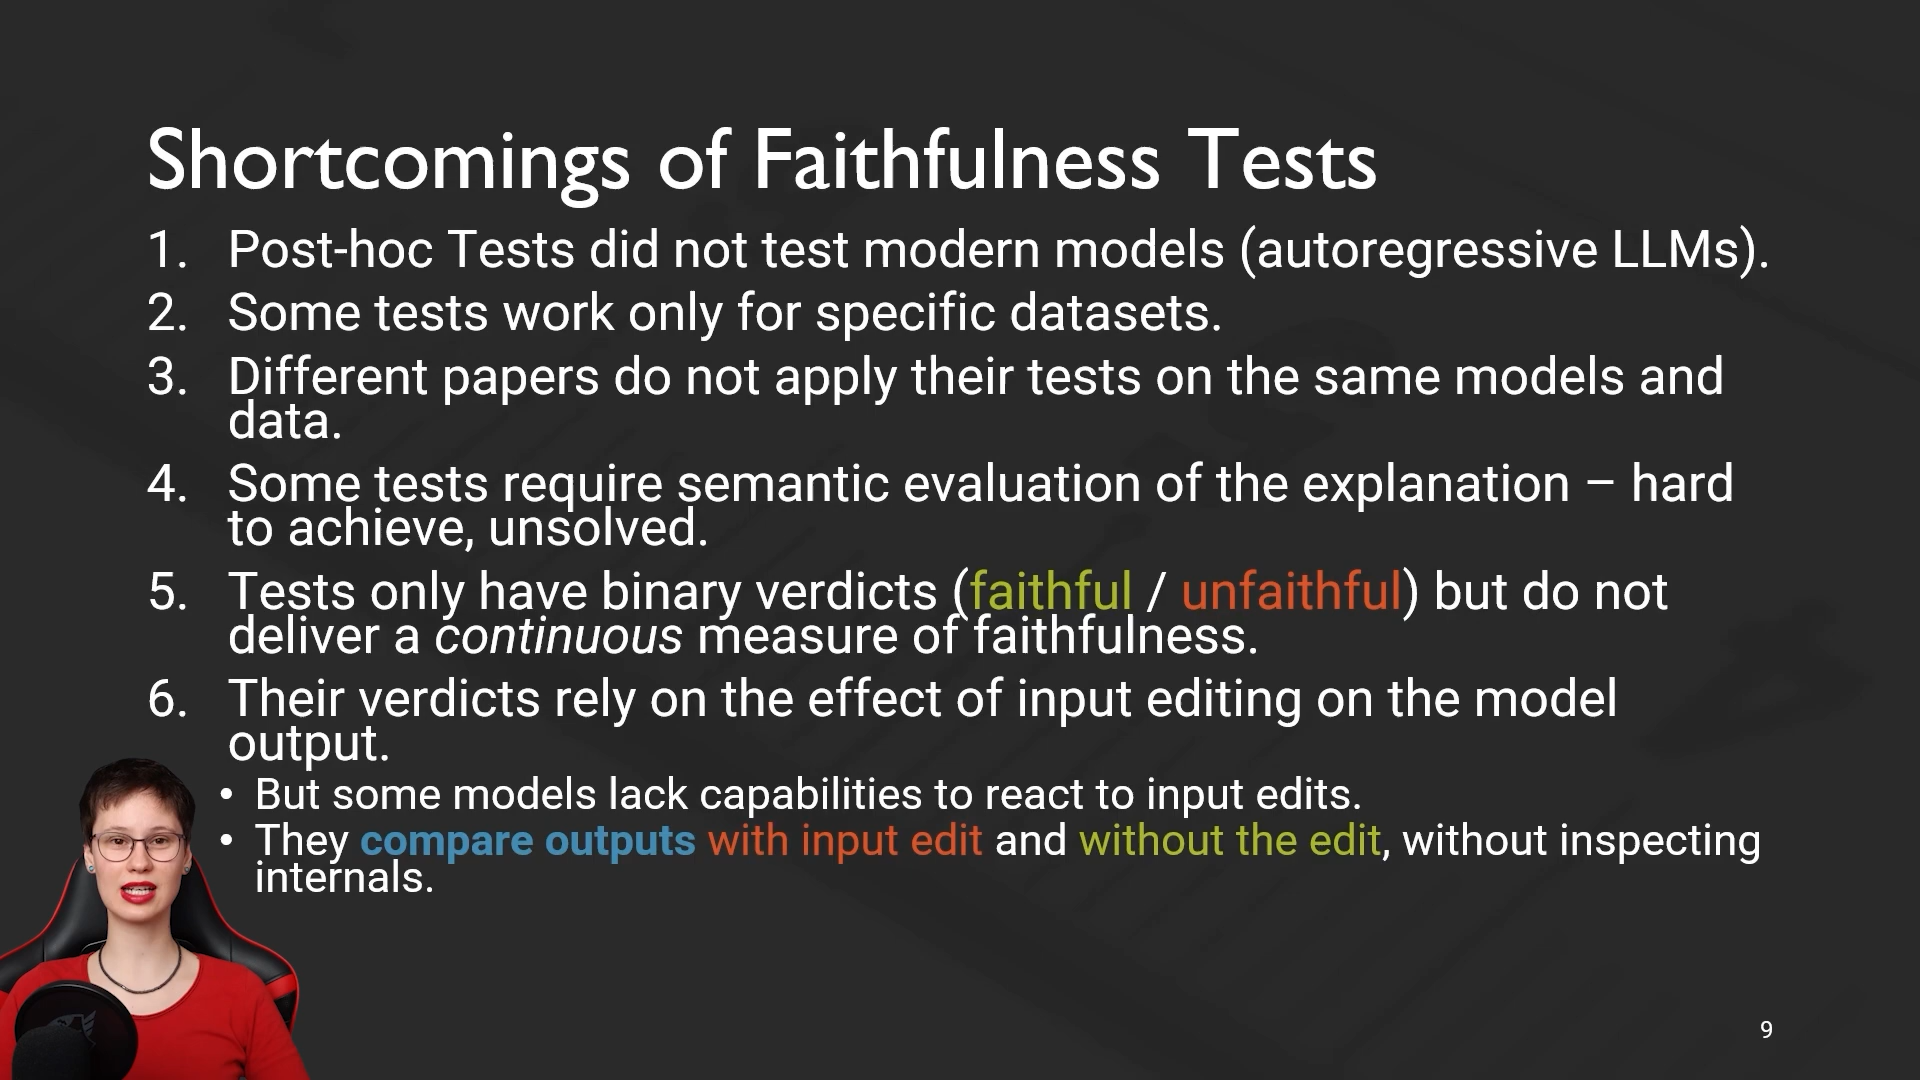 Shortcomings of Faithfulness Tests
1. Post-hoc Tests did not test modern models (autoregressive LLMs).
2. Some tests work only for specific datasets.
3. Different papers do not apply their tests on the same models and
data.
4. Some tests require semantic evaluation of the explanation – hard
to achieve, unsolved.
5. Tests only have binary verdicts (faithful / unfaithful) but do not
deliver a continuous measure of faithfulness.
6. Their verdicts rely on the effect of input editing on the model
output.
• But some models lack capabilities to react to input edits.
• They compare outputs with input edit and without the edit, without inspecting
internals.
9